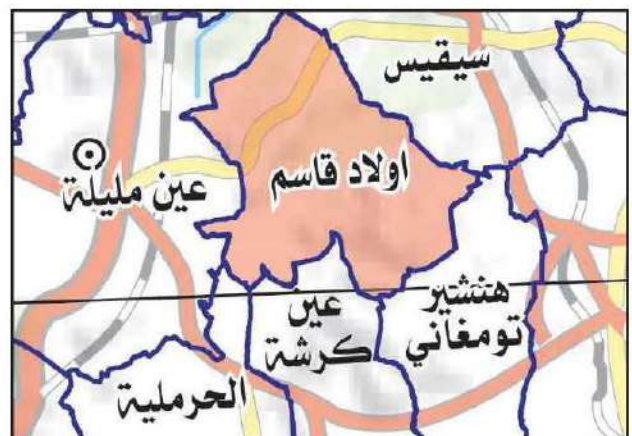 سيقيس
اولاد قاسم
عين مليلة
هنشير
تومغاني
عين
كرشة
الحرملية